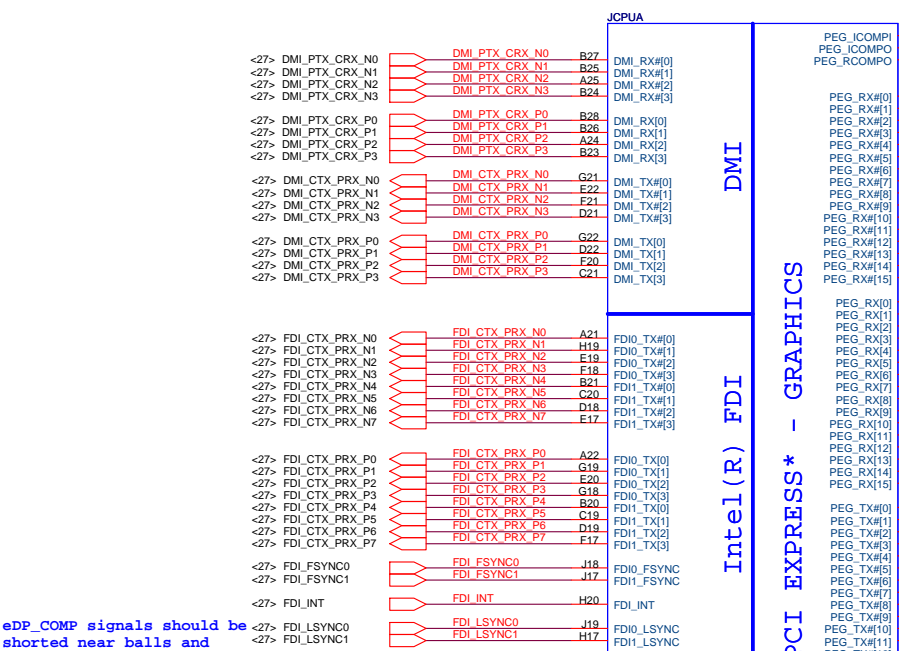 JCPUA
<27> DMI_PTX_CRX_N0 DMI_PTX_CRX_N0 B27 DMI_RX#[0]
<27> DMI_PTX_CRX_N1 DMI_PTX_CRX_N1 B25 DMI_RX#[1]
<27> DMI_PTX_CRX_N2 DMI_PTX_CRX_N2 A25 DMI_RX#[2]
<27> DMI_PTX_CRX_N3 DMI_PTX_CRX_N3 B24 DMI_RX#[3]
<27> DMI_PTX_CRX_P0 DMI_PTX_CRX_P0 B28 DMI_RX[0]
<27> DMI_PTX_CRX_P1 DMI_PTX_CRX_P1 B26 DMI_RX[1]
<27> DMI_PTX_CRX_P2 DMI_PTX_CRX_P2 A24 DMI_RX[2]
<27> DMI_PTX_CRX_P3 DMI_PTX_CRX_P3 B23 DMI_RX[3]
<27> DMI_CTX_PRX_N0 DMI_CTX_PRX_N0 G21 DMI_TX#[0]
<27> DMI_CTX_PRX_N1 DMI_CTX_PRX_N1 E22 DMI_TX#[1]
<27> DMI_CTX_PRX_N2 DMI_CTX_PRX_N2 F21 DMI_TX#[2]
<27> DMI_CTX_PRX_N3 DMI_CTX_PRX_N3 D21 DMI_TX#[3]
<27> DMI_CTX_PRX_P0 DMI_CTX_PRX_P0 G22 DMI_TX[0]
<27> DMI_CTX_PRX_P1 DMI_CTX_PRX_P1 D22 DMI_TX[1]
<27> DMI_CTX_PRX_P2 DMI_CTX_PRX_P2 F20 DMI_TX[2]
<27> DMI_CTX_PRX_P3 DMI_CTX_PRX_P3 C21 DMI_TX[3]
DMI
<27> FDI_CTX_PRX_N0 FDI_CTX_PRX_N0 A21 FDI0_TX#[0]
<27> FDI_CTX_PRX_N1 FDI_CTX_PRX_N1 H19 FDI0_TX#[1]
<27> FDI_CTX_PRX_N2 FDI_CTX_PRX_N2 E19 FDI0_TX#[2]
<27> FDI_CTX_PRX_N3 FDI_CTX_PRX_N3 F18 FDI0_TX#[3]
<27> FDI_CTX_PRX_N4 FDI_CTX_PRX_N4 B21 FDI1_TX#[0]
<27> FDI_CTX_PRX_N5 FDI_CTX_PRX_N5 C20 FDI1_TX#[1]
<27> FDI_CTX_PRX_N6 FDI_CTX_PRX_N6 D18 FDI1_TX#[2]
<27> FDI_CTX_PRX_N7 FDI_CTX_PRX_N7 E17 FDI1_TX#[3]
<27> FDI_CTX_PRX_P0 FDI_CTX_PRX_P0 A22 FDI0_TX[0]
<27> FDI_CTX_PRX_P1 FDI_CTX_PRX_P1 G19 FDI0_TX[1]
<27> FDI_CTX_PRX_P2 FDI_CTX_PRX_P2 E20 FDI0_TX[2]
<27> FDI_CTX_PRX_P3 FDI_CTX_PRX_P3 G18 FDI0_TX[3]
<27> FDI_CTX_PRX_P4 FDI_CTX_PRX_P4 B20 FDI1_TX[0]
<27> FDI_CTX_PRX_P5 FDI_CTX_PRX_P5 C19 FDI1_TX[1]
<27> FDI_CTX_PRX_P6 FDI_CTX_PRX_P6 D19 FDI1_TX[2]
<27> FDI_CTX_PRX_P7 FDI_CTX_PRX_P7 F17 FDI1_TX[3]
<27> FDI_FSYNC0 FDI_FSYNC0 J18 FDI0_FSYNC
<27> FDI_FSYNC1 FDI_FSYNC1 J17 FDI1_FSYNC
<27> FDI_INT FDI_INT H20 FDI_INT
<27> FDI_LSYNC0 FDI_LSYNC0 J19 FDI0_LSYNC
<27> FDI_LSYNC1 FDI_LSYNC1 H17 FDI1_LSYNC
Intel(R) FDI
eDP_COMP signals should be
shorted near balls and
PCI EXPRESS* - GRAPHICS
PEG_ICOMPI
PEG_ICOMPO
PEG_RCOMPO
PEG_RX#[0]
PEG_RX#[1]
PEG_RX#[2]
PEG_RX#[3]
PEG_RX#[4]
PEG_RX#[5]
PEG_RX#[6]
PEG_RX#[7]
PEG_RX#[8]
PEG_RX#[9]
PEG_RX#[10]
PEG_RX#[11]
PEG_RX#[12]
PEG_RX#[13]
PEG_RX#[14]
PEG_RX#[15]
PEG_RX[0]
PEG_RX[1]
PEG_RX[2]
PEG_RX[3]
PEG_RX[4]
PEG_RX[5]
PEG_RX[6]
PEG_RX[7]
PEG_RX[8]
PEG_RX[9]
PEG_RX[10]
PEG_RX[11]
PEG_RX[12]
PEG_RX[13]
PEG_RX[14]
PEG_RX[15]
PEG_TX#[0]
PEG_TX#[1]
PEG_TX#[2]
PEG_TX#[3]
PEG_TX#[4]
PEG_TX#[5]
PEG_TX#[6]
PEG_TX#[7]
PEG_TX#[8]
PEG_TX#[9]
PEG_TX#[10]
PEG_TX#[11]